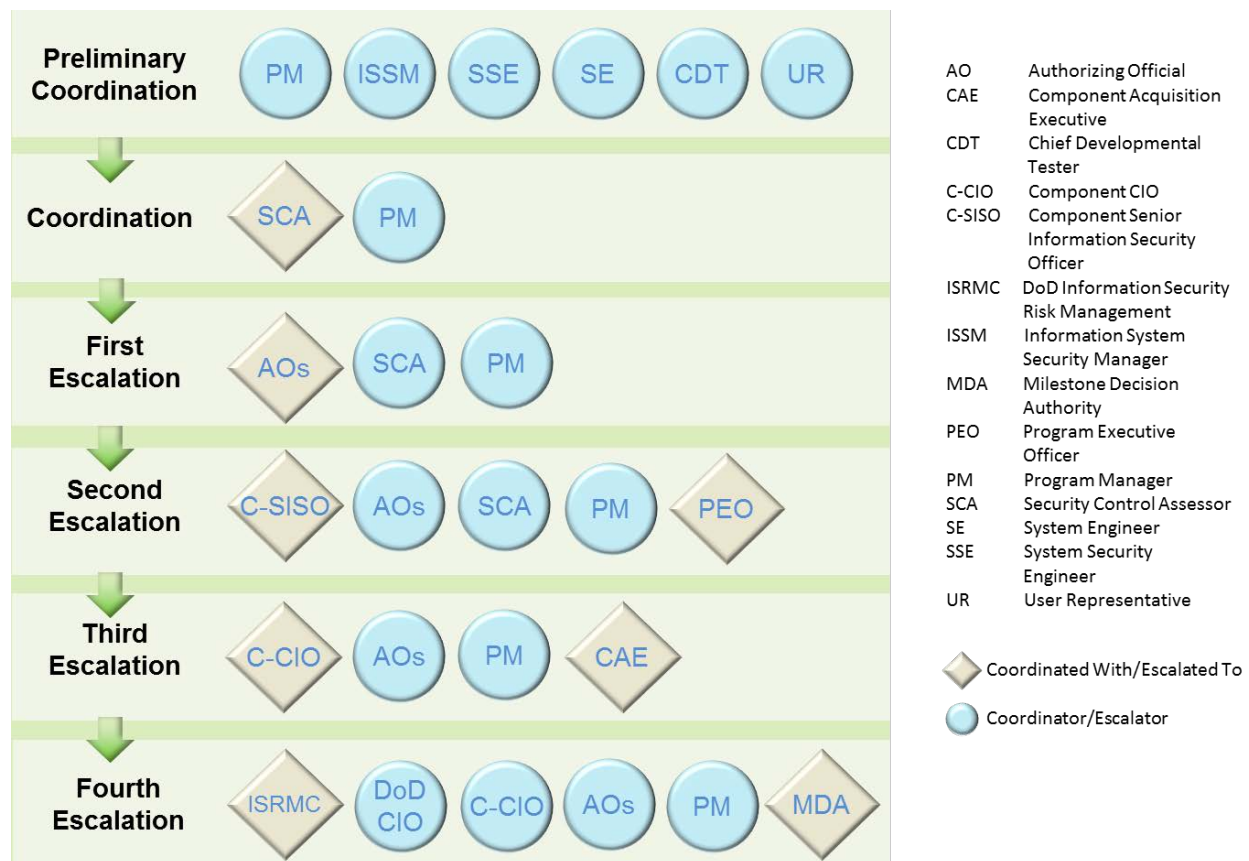 Preliminary
Coordination
PM ISSM SSE SE CDT UR
Coordination
SCA PM
First
Escalation
AOs SCA PM
Second
Escalation
C-SISO AOs SCA PM PEO
Third
Escalation
C-CIO AOs PM CAE
Fourth
Escalation
ISRMC DoD CIO C-CIO AOs PM MDA
AO Authorizing Official
CAE Component Acquisition
Executive
CDT Chief Developmental
Tester
C-CIO Component CIO
C-SISO Component Senior
Information Security
Officer
ISRMC DoD Information Security
Risk Management
ISSM Information System
Security Manager
MDA Milestone Decision
Authority
PEO Program Executive
Officer
PM Program Manager
SCA Security Control Assessor
SE System Engineer
SSE System Security
Engineer
UR User Representative
Coordinated With/Escalated To
Coordinator/Escalator